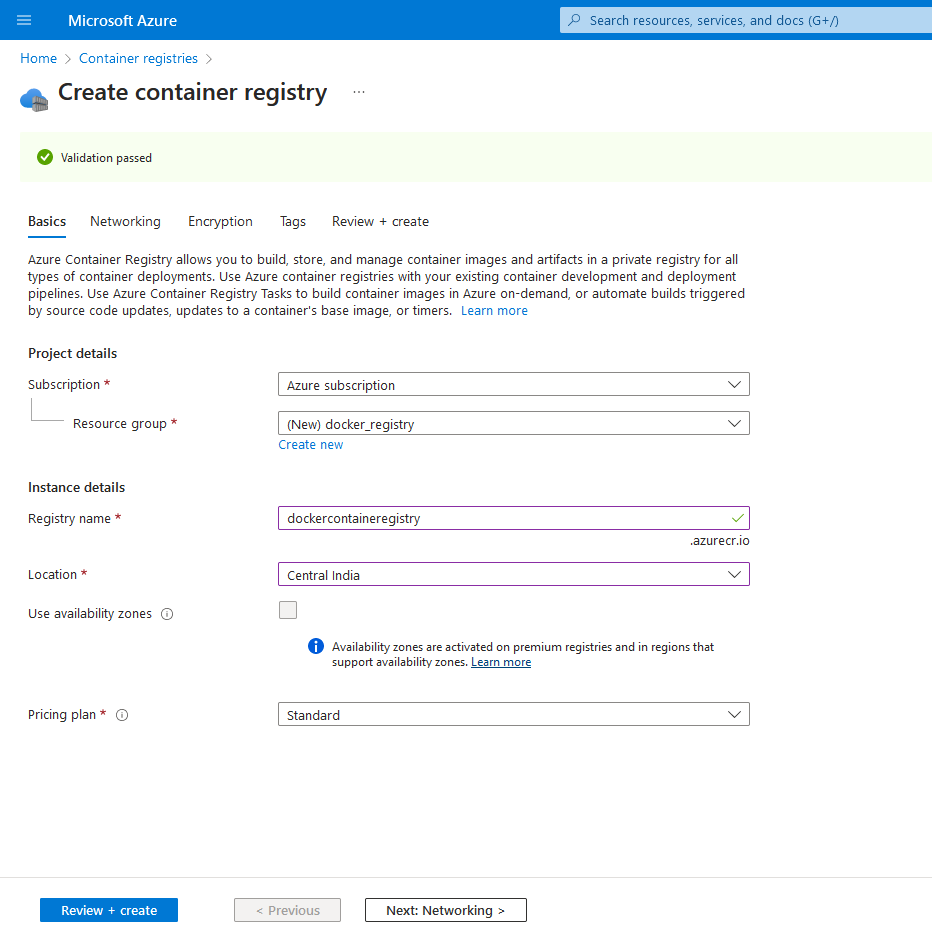 Microsoft Azure
Search resources, services, and docs (G+/)
Home > Container registries >
Create container registry ...
Validation passed
Basics Networking Encryption Tags Review + create
Azure Container Registry allows you to build, store, and manage container images and artifacts in a private registry for all
types of container deployments. Use Azure container registries with your existing container development and deployment
pipelines. Use Azure Container Registry Tasks to build container images in Azure on-demand, or automate builds triggered
by source code updates, updates to a container's base image, or timers. Learn more
Project details
Subscription * Azure subscription
Resource group * (New) docker_registry
Create new
Instance details
Registry name * dockercontaineregistry
.azurecr.io
Location * Central India
Use availability zones
Availability zones are activated on premium registries and in regions that
support availability zones. Learn more
Pricing plan * Standard
Review + create < Previous Next: Networking >